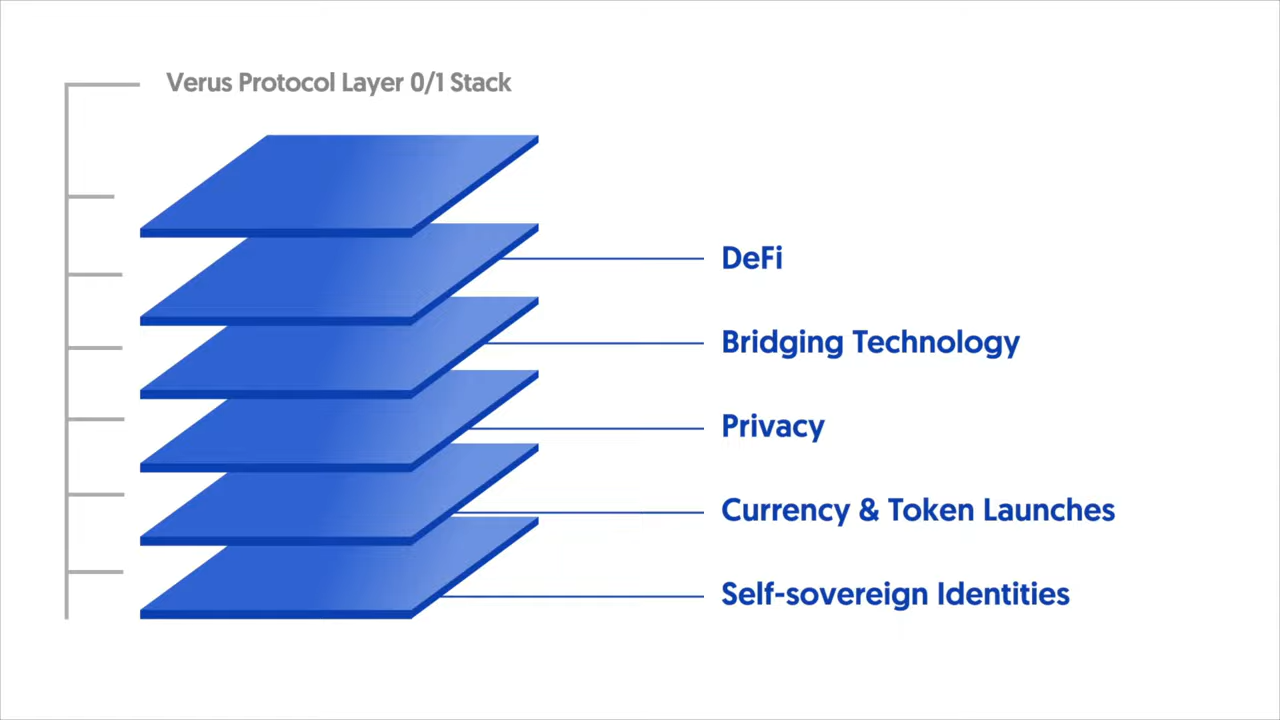 Verus Protocol Layer 0/1 Stack
DeFi
Bridging Technology
Privacy
Currency & Token Launches
Self-sovereign Identities